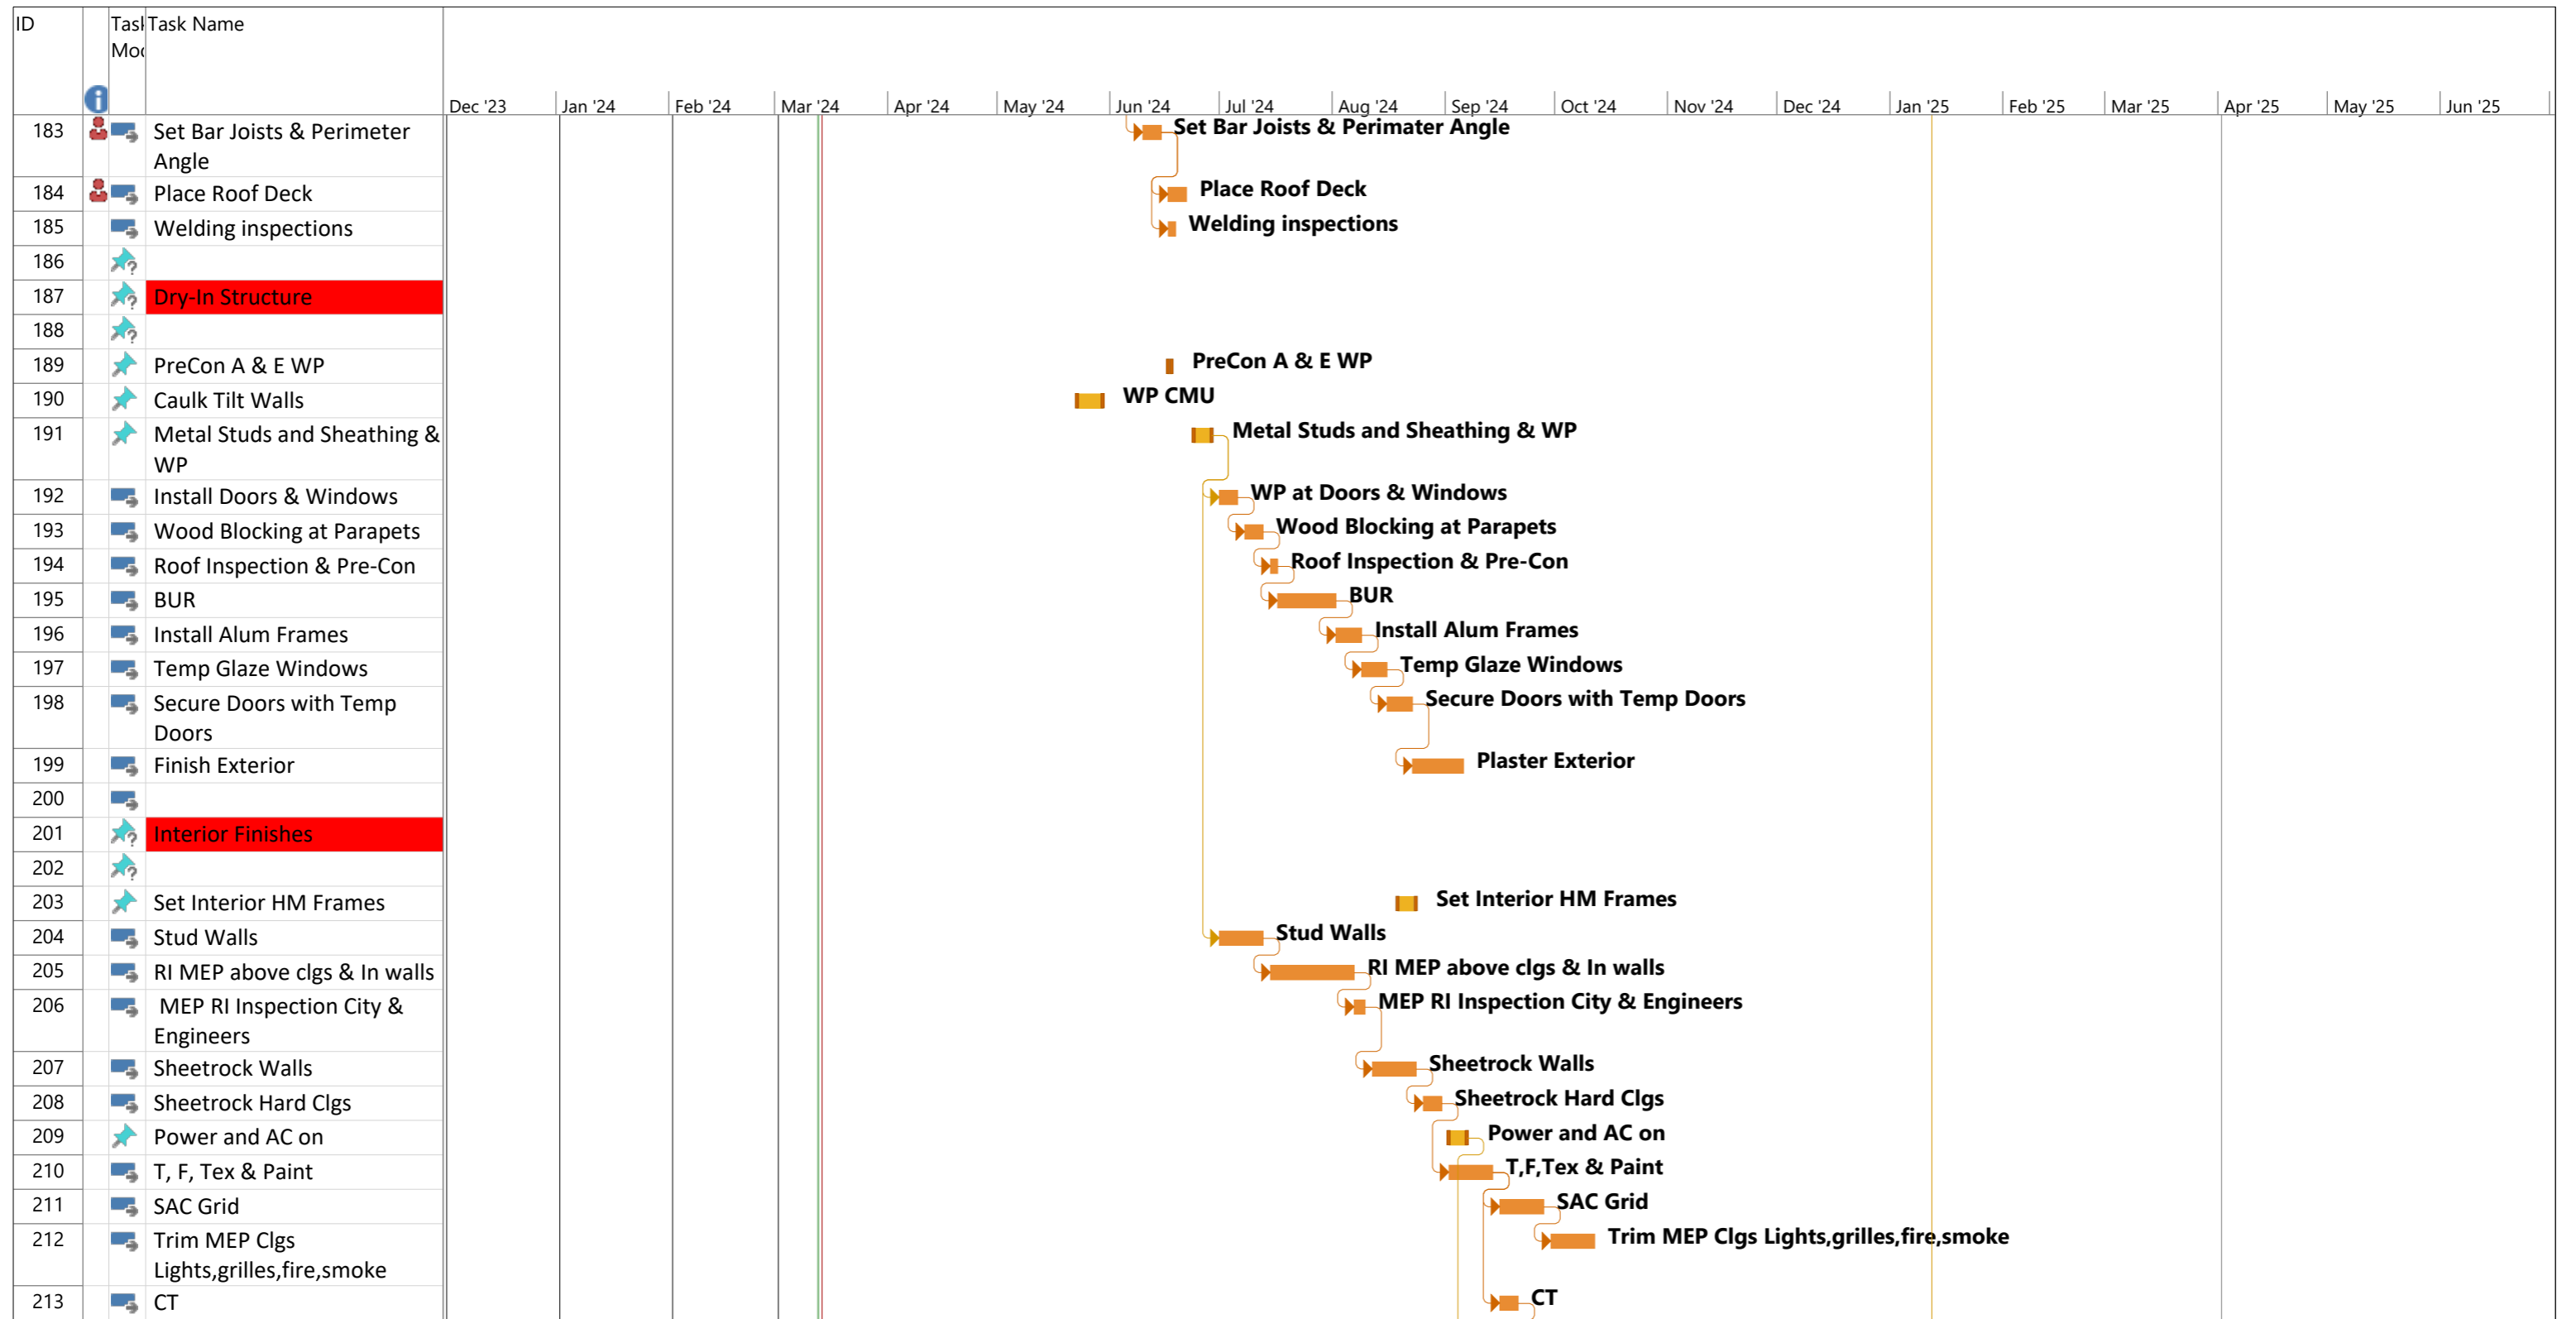 ID
Task
Mod
Task Name
Dec '23 Jan '24 Feb '24 Mar '24 Apr '24 May '24 Jun '24 Jul '24 Aug '24 Sep '24 Oct '24 Nov '24 Dec '24 Jan '25 Feb '25 Mar '25 Apr '25 May '25 Jun '25
183 Set Bar Joists & Perimeter Set Bar Joists & Perimater Angle
Angle
184 Place Roof Deck Place Roof Deck
185 Welding inspections Welding inspections
186
187 Dry-In Structure
188
189 PreCon A & E WP PreCon A & E WP
190 Caulk Tilt Walls WP CMU
191 Metal Studs and Sheathing & Metal Studs and Sheathing & WP
WP
192 Install Doors & Windows WP at Doors & Windows
193 Wood Blocking at Parapets Wood Blocking at Parapets
194 Roof Inspection & Pre-Con Roof Inspection & Pre-Con
195 BUR BUR
196 Install Alum Frames Install Alum Frames
197 Temp Glaze Windows Temp Glaze Windows
198 Secure Doors with Temp Secure Doors with Temp Doors
Doors
199 Finish Exterior Plaster Exterior
200
201 Interior Finishes
202
203 Set Interior HM Frames Set Interior HM Frames
204 Stud Walls Stud Walls
205 RI MEP above clgs & In walls RI MEP above clgs & In walls
206 MEP RI Inspection City & MEP RI Inspection City & Engineers
Engineers
207 Sheetrock Walls Sheetrock Walls
208 Sheetrock Hard Clgs Sheetrock Hard Clgs
209 Power and AC on Power and AC on
210 T, F, Tex & Paint T,F,Tex & Paint
211 SAC Grid SAC Grid
212 Trim MEP Clgs Trim MEP Clgs Lights,grilles,fire,smoke
Lights,grilles,fire,smoke
213 CT CT